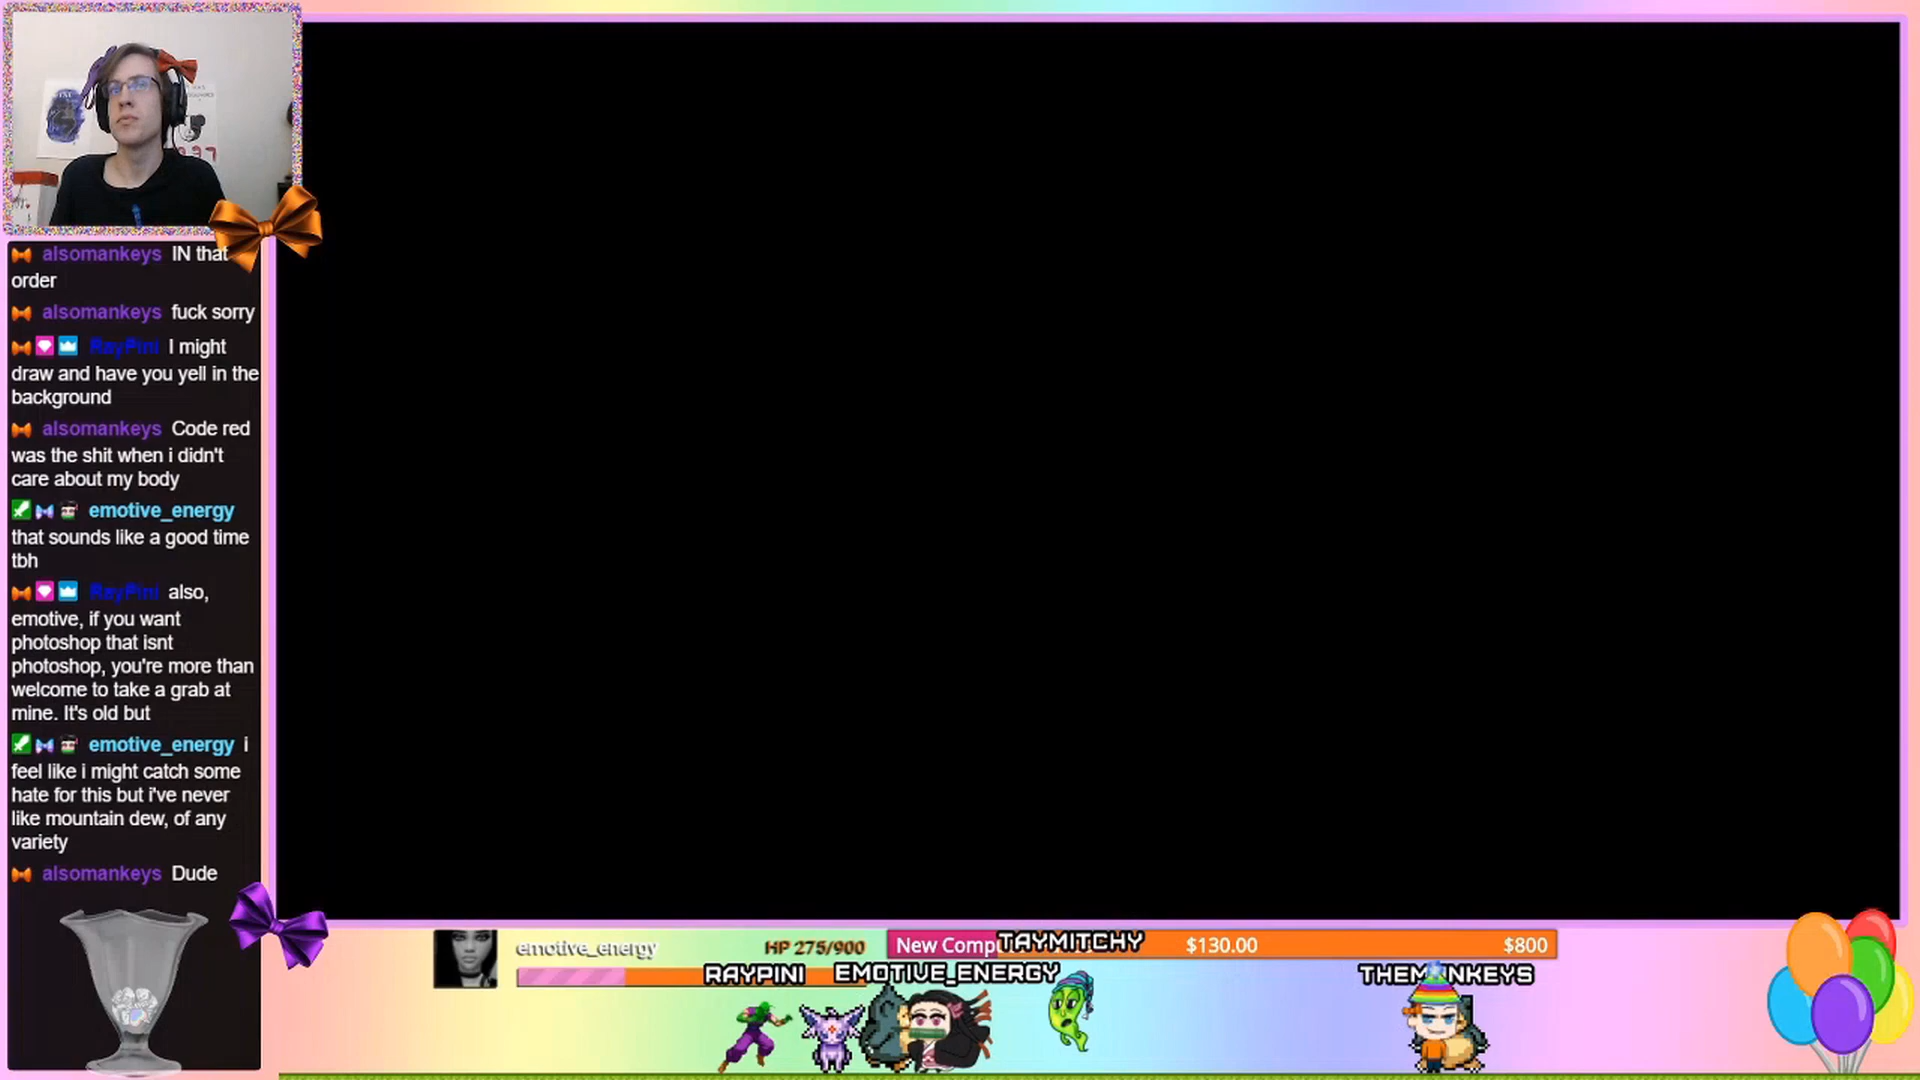 alsomankeys IN that
order
alsomankeys fuck sorry
RayPini I might
draw and have you yell in the
background
alsomankeys Code red
was the shit when i didn't
care about my body
emotive_energy
that sounds like a good time
tbh
RayPini also,
emotive, if you want
photoshop that isnt
photoshop, you're more than
welcome to take a grab at
mine. It's old but
emotive_energy i
feel like i might catch some
hate for this but i've never
like mountain dew, of any
variety
alsomankeys Dude
emotive_energy HP 275/900
New Comp TAYMITCHY $130.00 $800
RAYPINI EMOTIVE_ENERGY THEMANKEYS